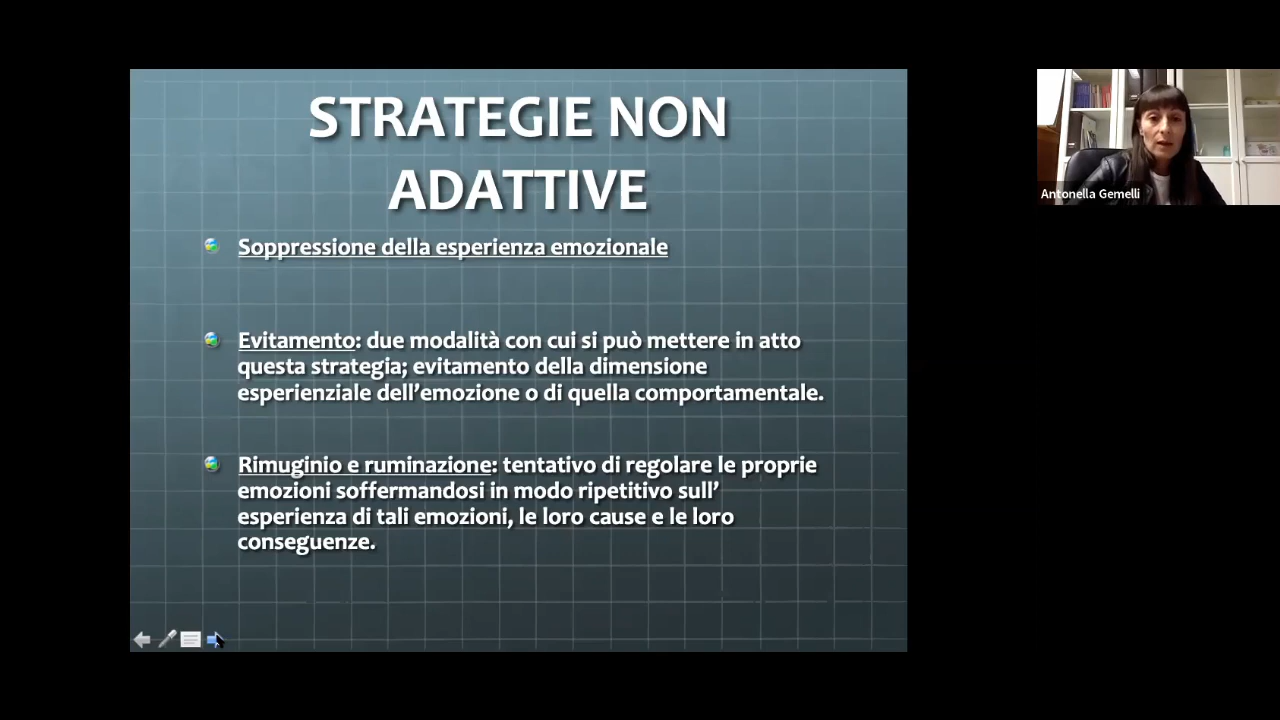 STRATEGIE NON
ADATTIVE
Soppressione della esperienza emozionale
Evitamento: due modalità con cui si può mettere in atto
questa strategia; evitamento della dimensione
esperienziale dell’emozione o di quella comportamentale.
Rimuginio e ruminazione: tentativo di regolare le proprie
emozioni soffermandosi in modo ripetitivo sull’
esperienza di tali emozioni, le loro cause e le loro
conseguenze.
Antonella Gemelli